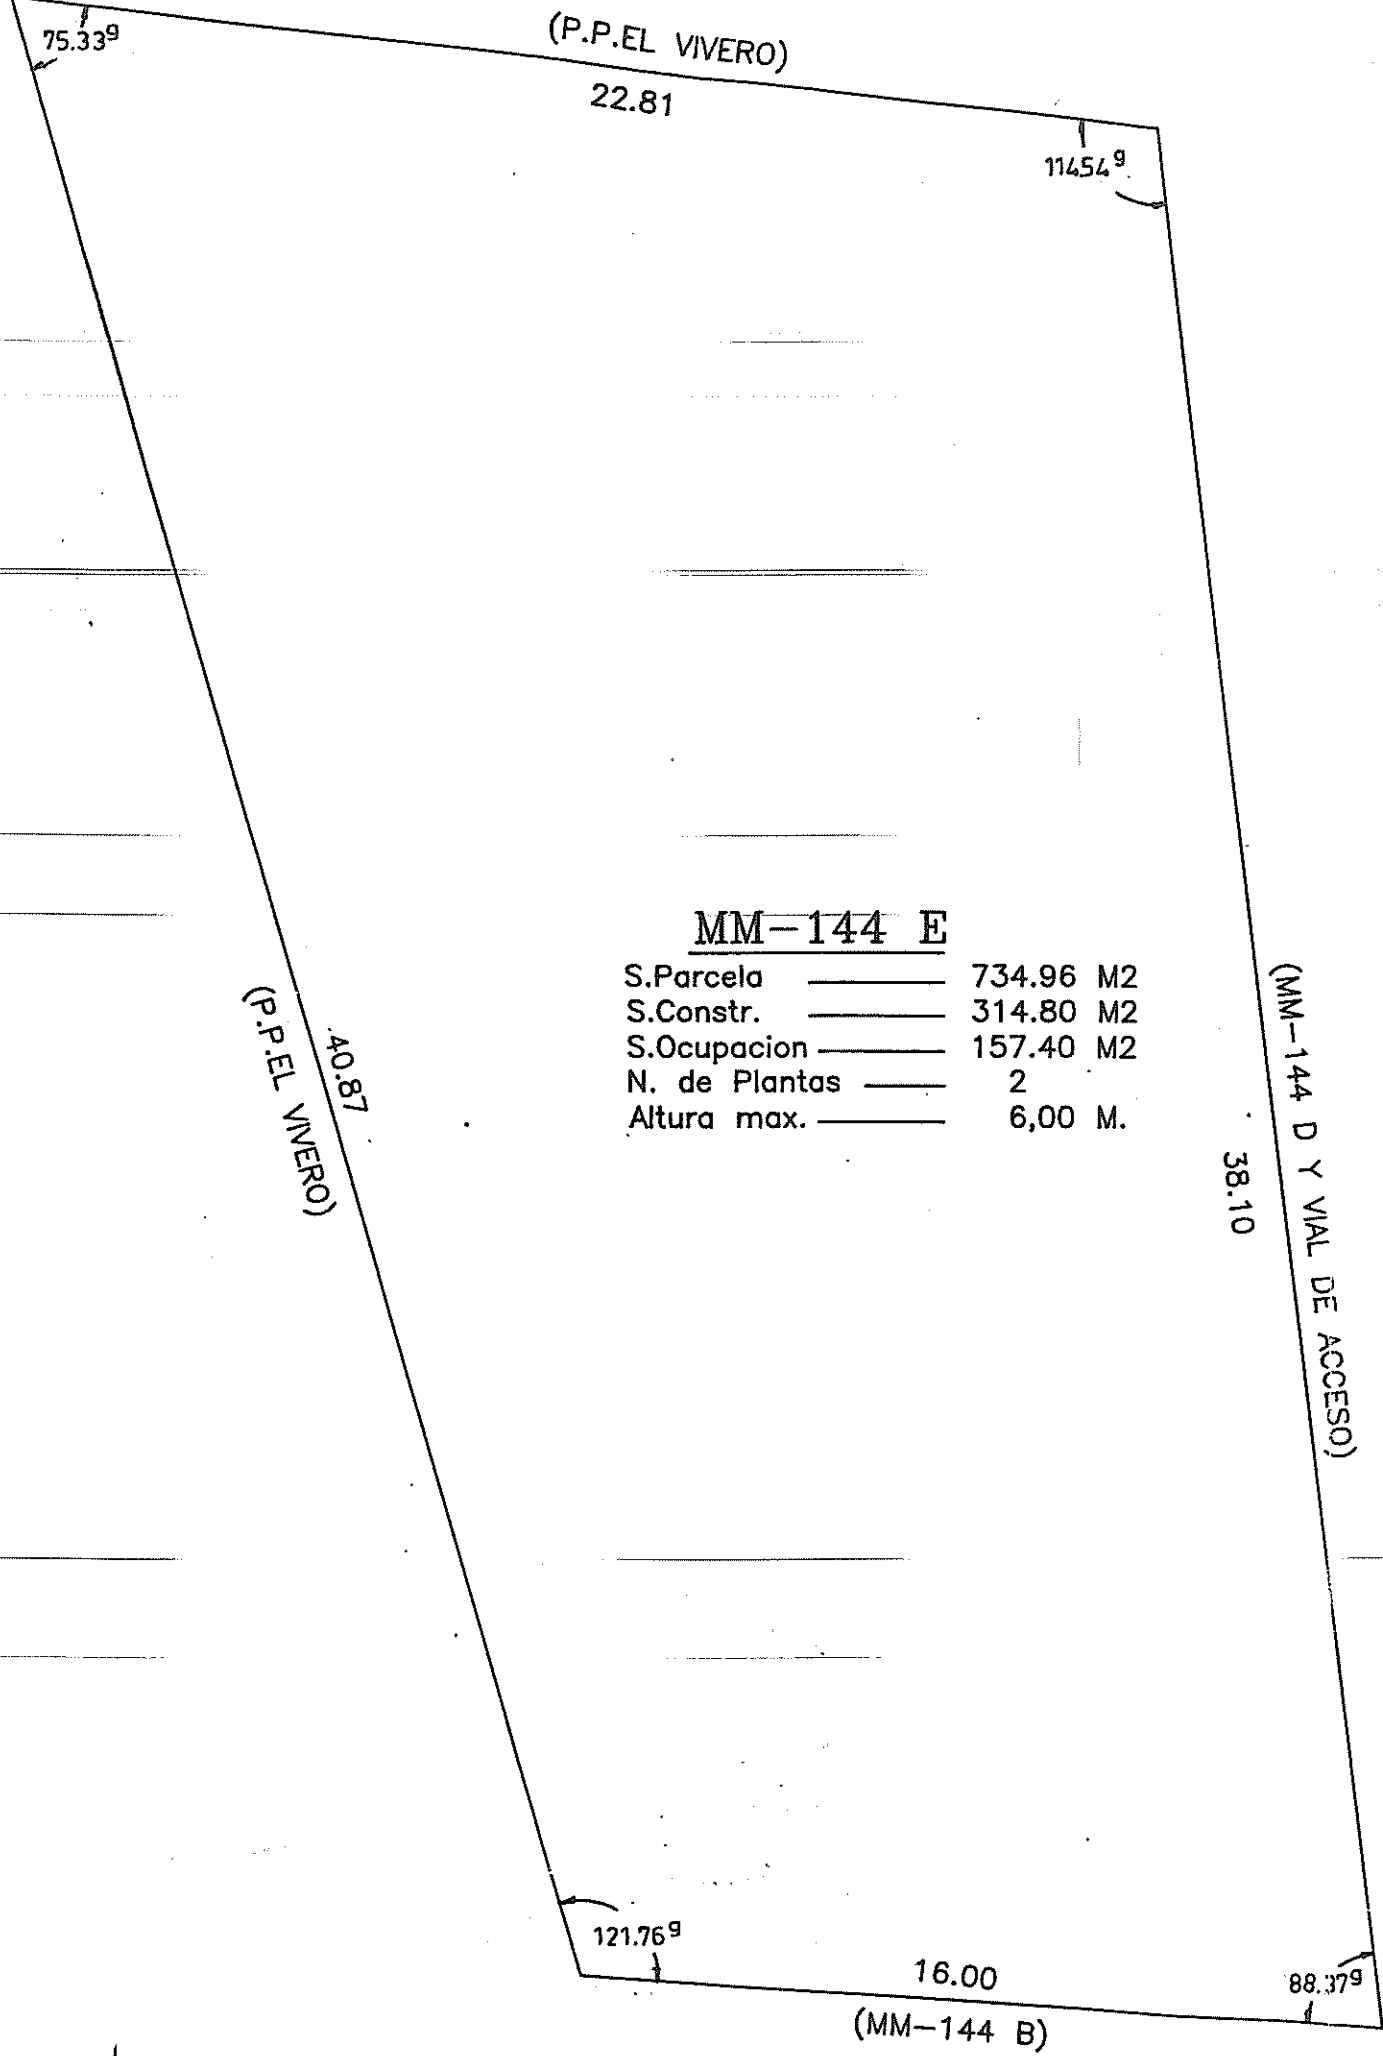 75.33g
(P.P.EL VIVERO)
22.81
114.54g
MM-144 E
S.Parcela 734.96 M2
S.Constr. 314.80 M2
S.Ocupacion 157.40 M2
N. de Plantas 2
Altura max. 6,00 M.
40.87
(P.P.EL VIVERO)
(MM-144 D Y VIAL DE ACCESO)
38.10
121.76g
16.00
88.37g
(MM-144 B)